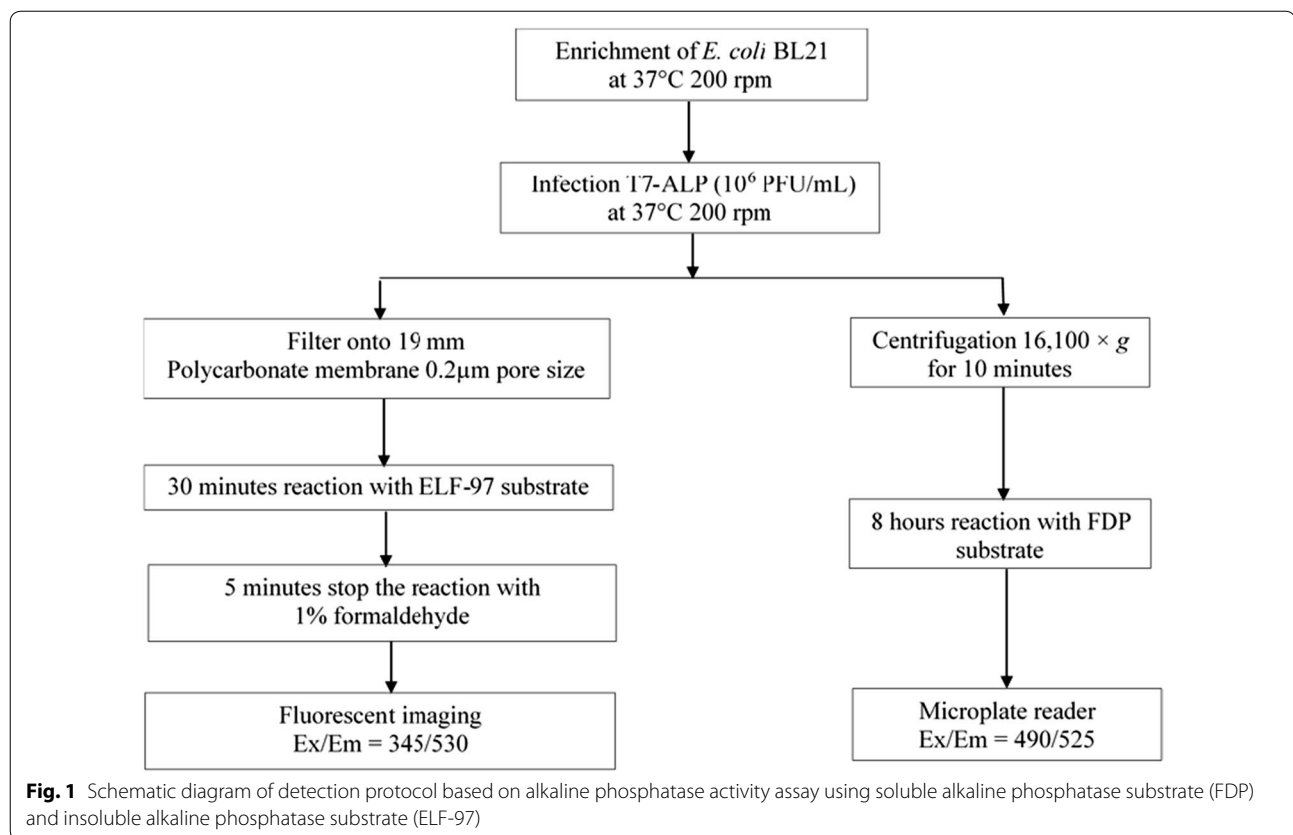 Enrichment of E. coli BL21
at 37°C 200 rpm
Infection T7-ALP (10⁶ PFU/mL)
at 37°C 200 rpm
Filter onto 19 mm
Polycarbonate membrane 0.2µm pore size
30 minutes reaction with ELF-97 substrate
5 minutes stop the reaction with
1% formaldehyde
Fluorescent imaging
Ex/Em = 345/530
Centrifugation 16,100 × g
for 10 minutes
8 hours reaction with FDP
substrate
Microplate reader
Ex/Em = 490/525
Fig. 1 Schematic diagram of detection protocol based on alkaline phosphatase activity assay using soluble alkaline phosphatase substrate (FDP)
and insoluble alkaline phosphatase substrate (ELF-97)